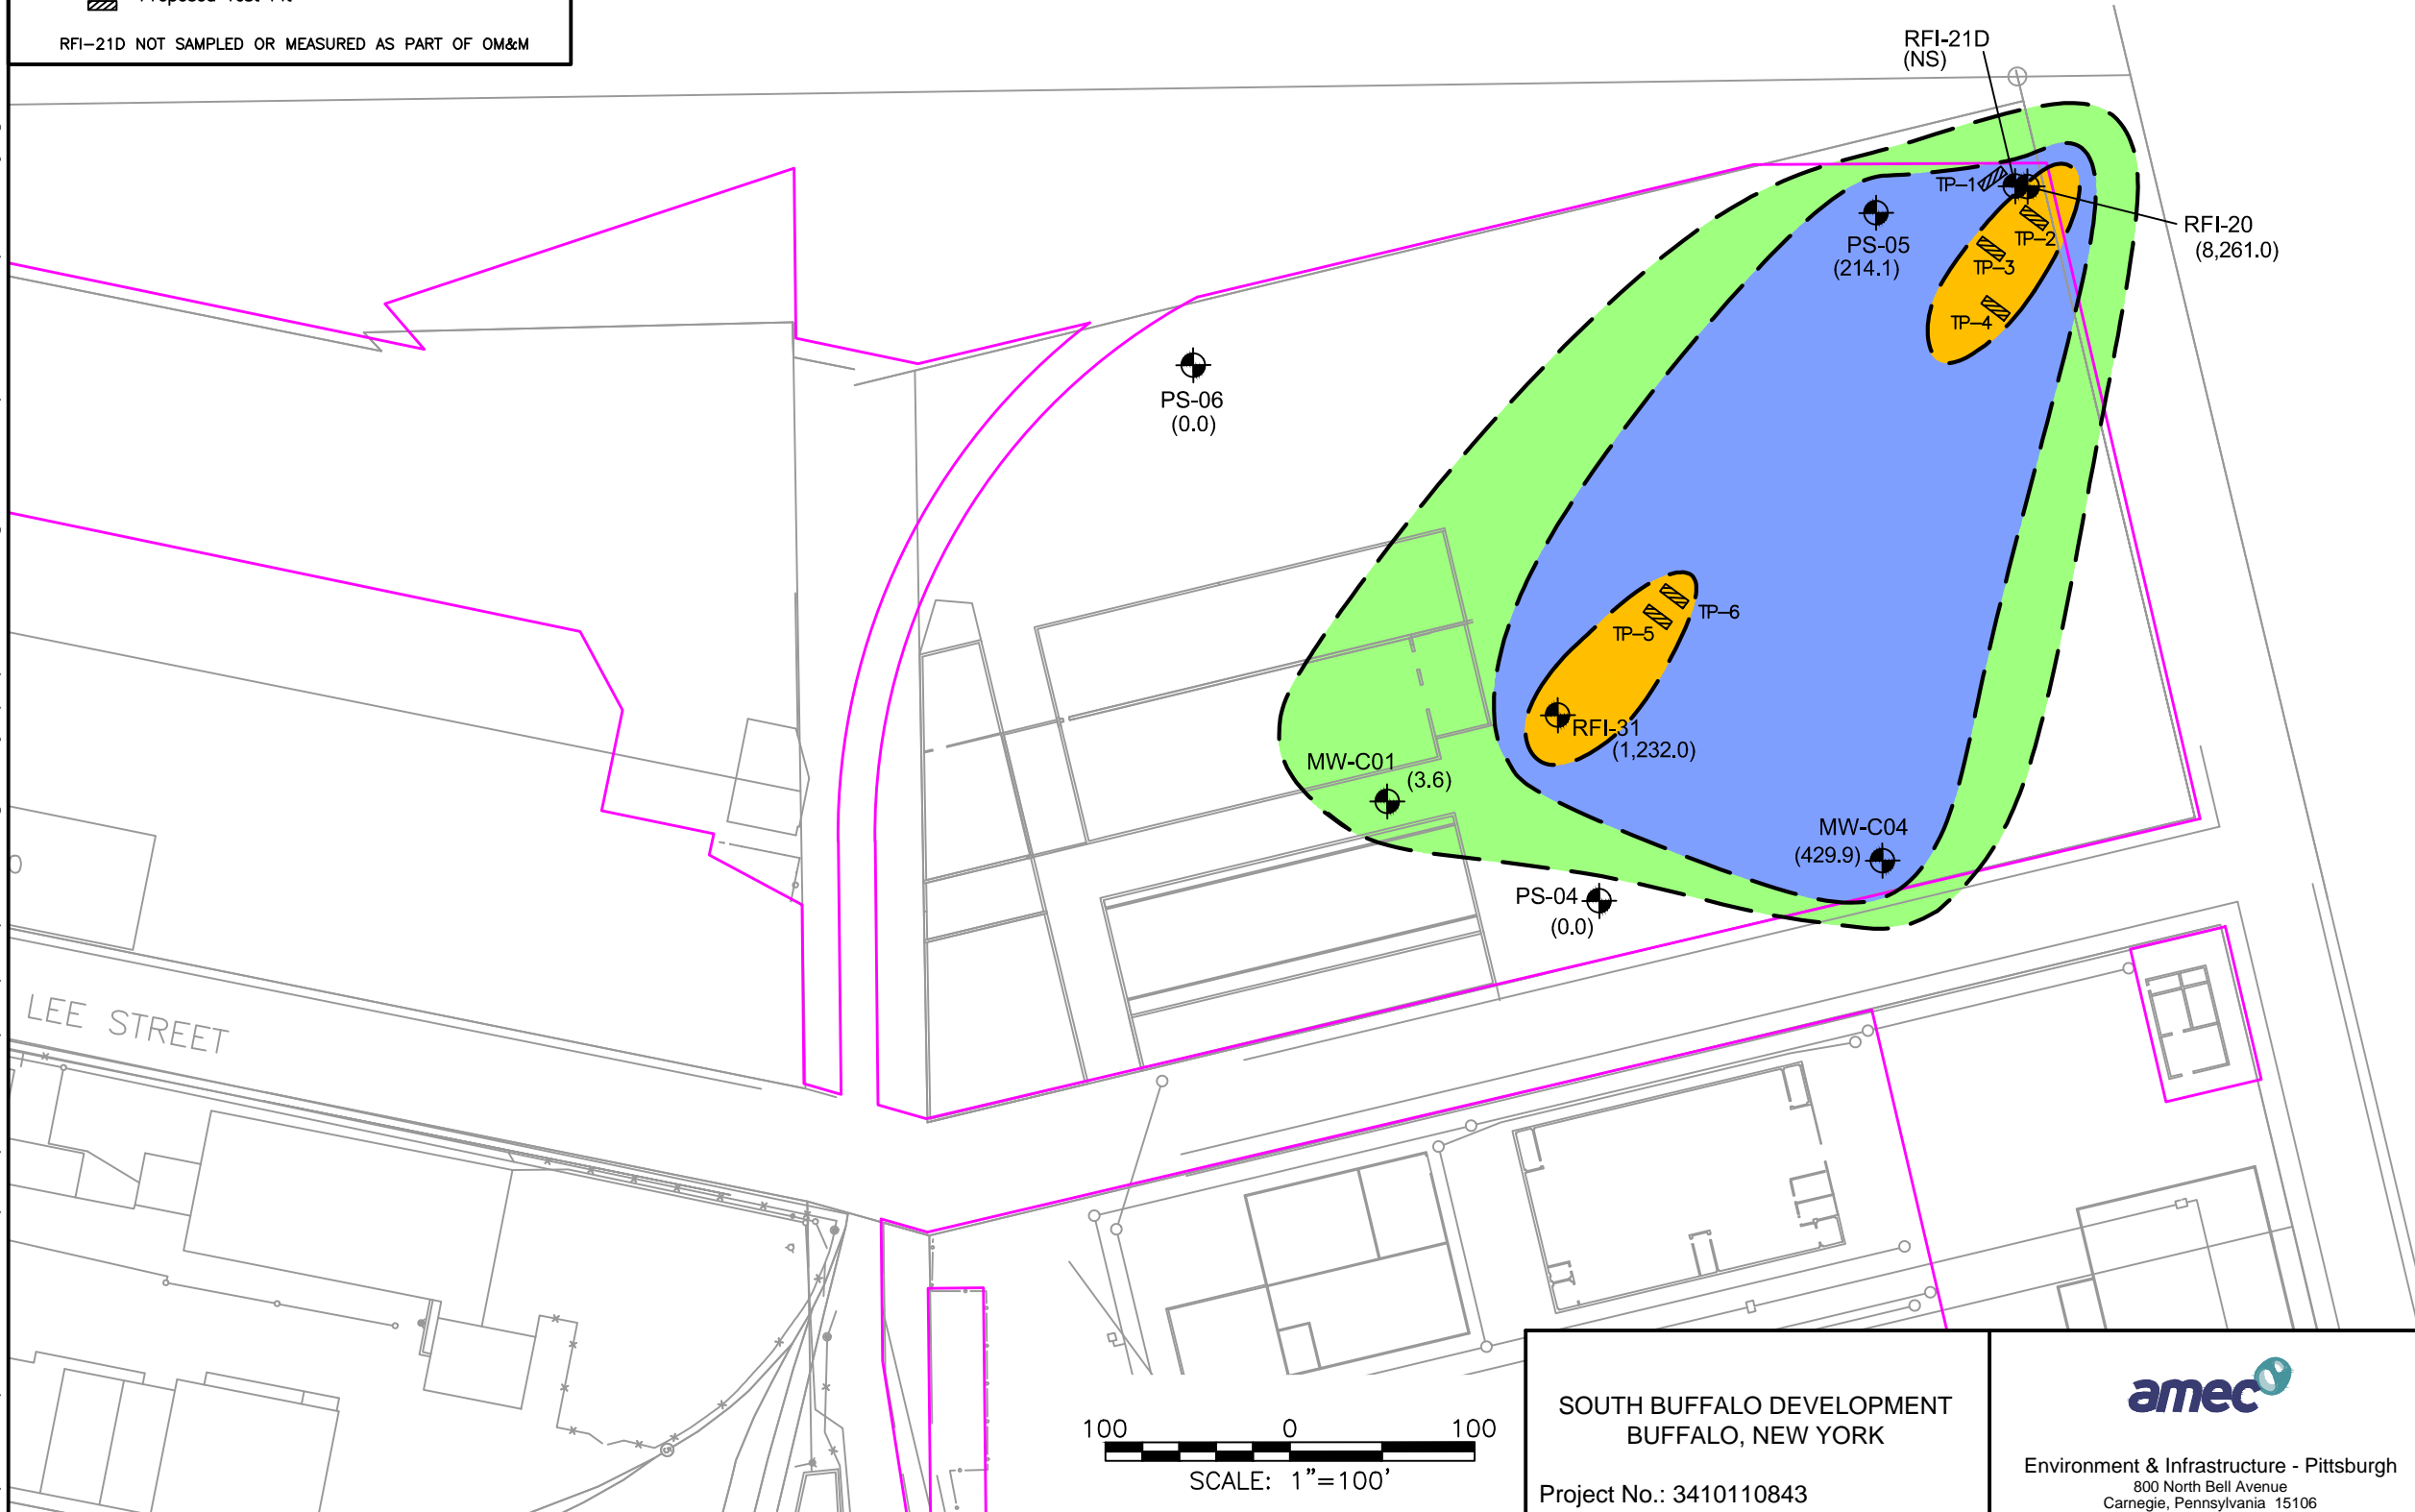 RFI-21D NOT SAMPLED OR MEASURED AS PART OF OM&M
RFI-21D
(NS)
TP-1
RFI-20
(8,261.0)
PS-05
(214.1)
TP-2
TP-3
TP-4
PS-06
(0.0)
TP-6
TP-5
RFI-31
(1,232.0)
MW-C01
(3.6)
MW-C04
(429.9)
PS-04
(0.0)
LEE STREET
100 0 100
SCALE: 1"=100'
SOUTH BUFFALO DEVELOPMENT
BUFFALO, NEW YORK
Project No.: 3410110843
amec
Environment & Infrastructure - Pittsburgh
800 North Bell Avenue
Carnegie, Pennsylvania 15106